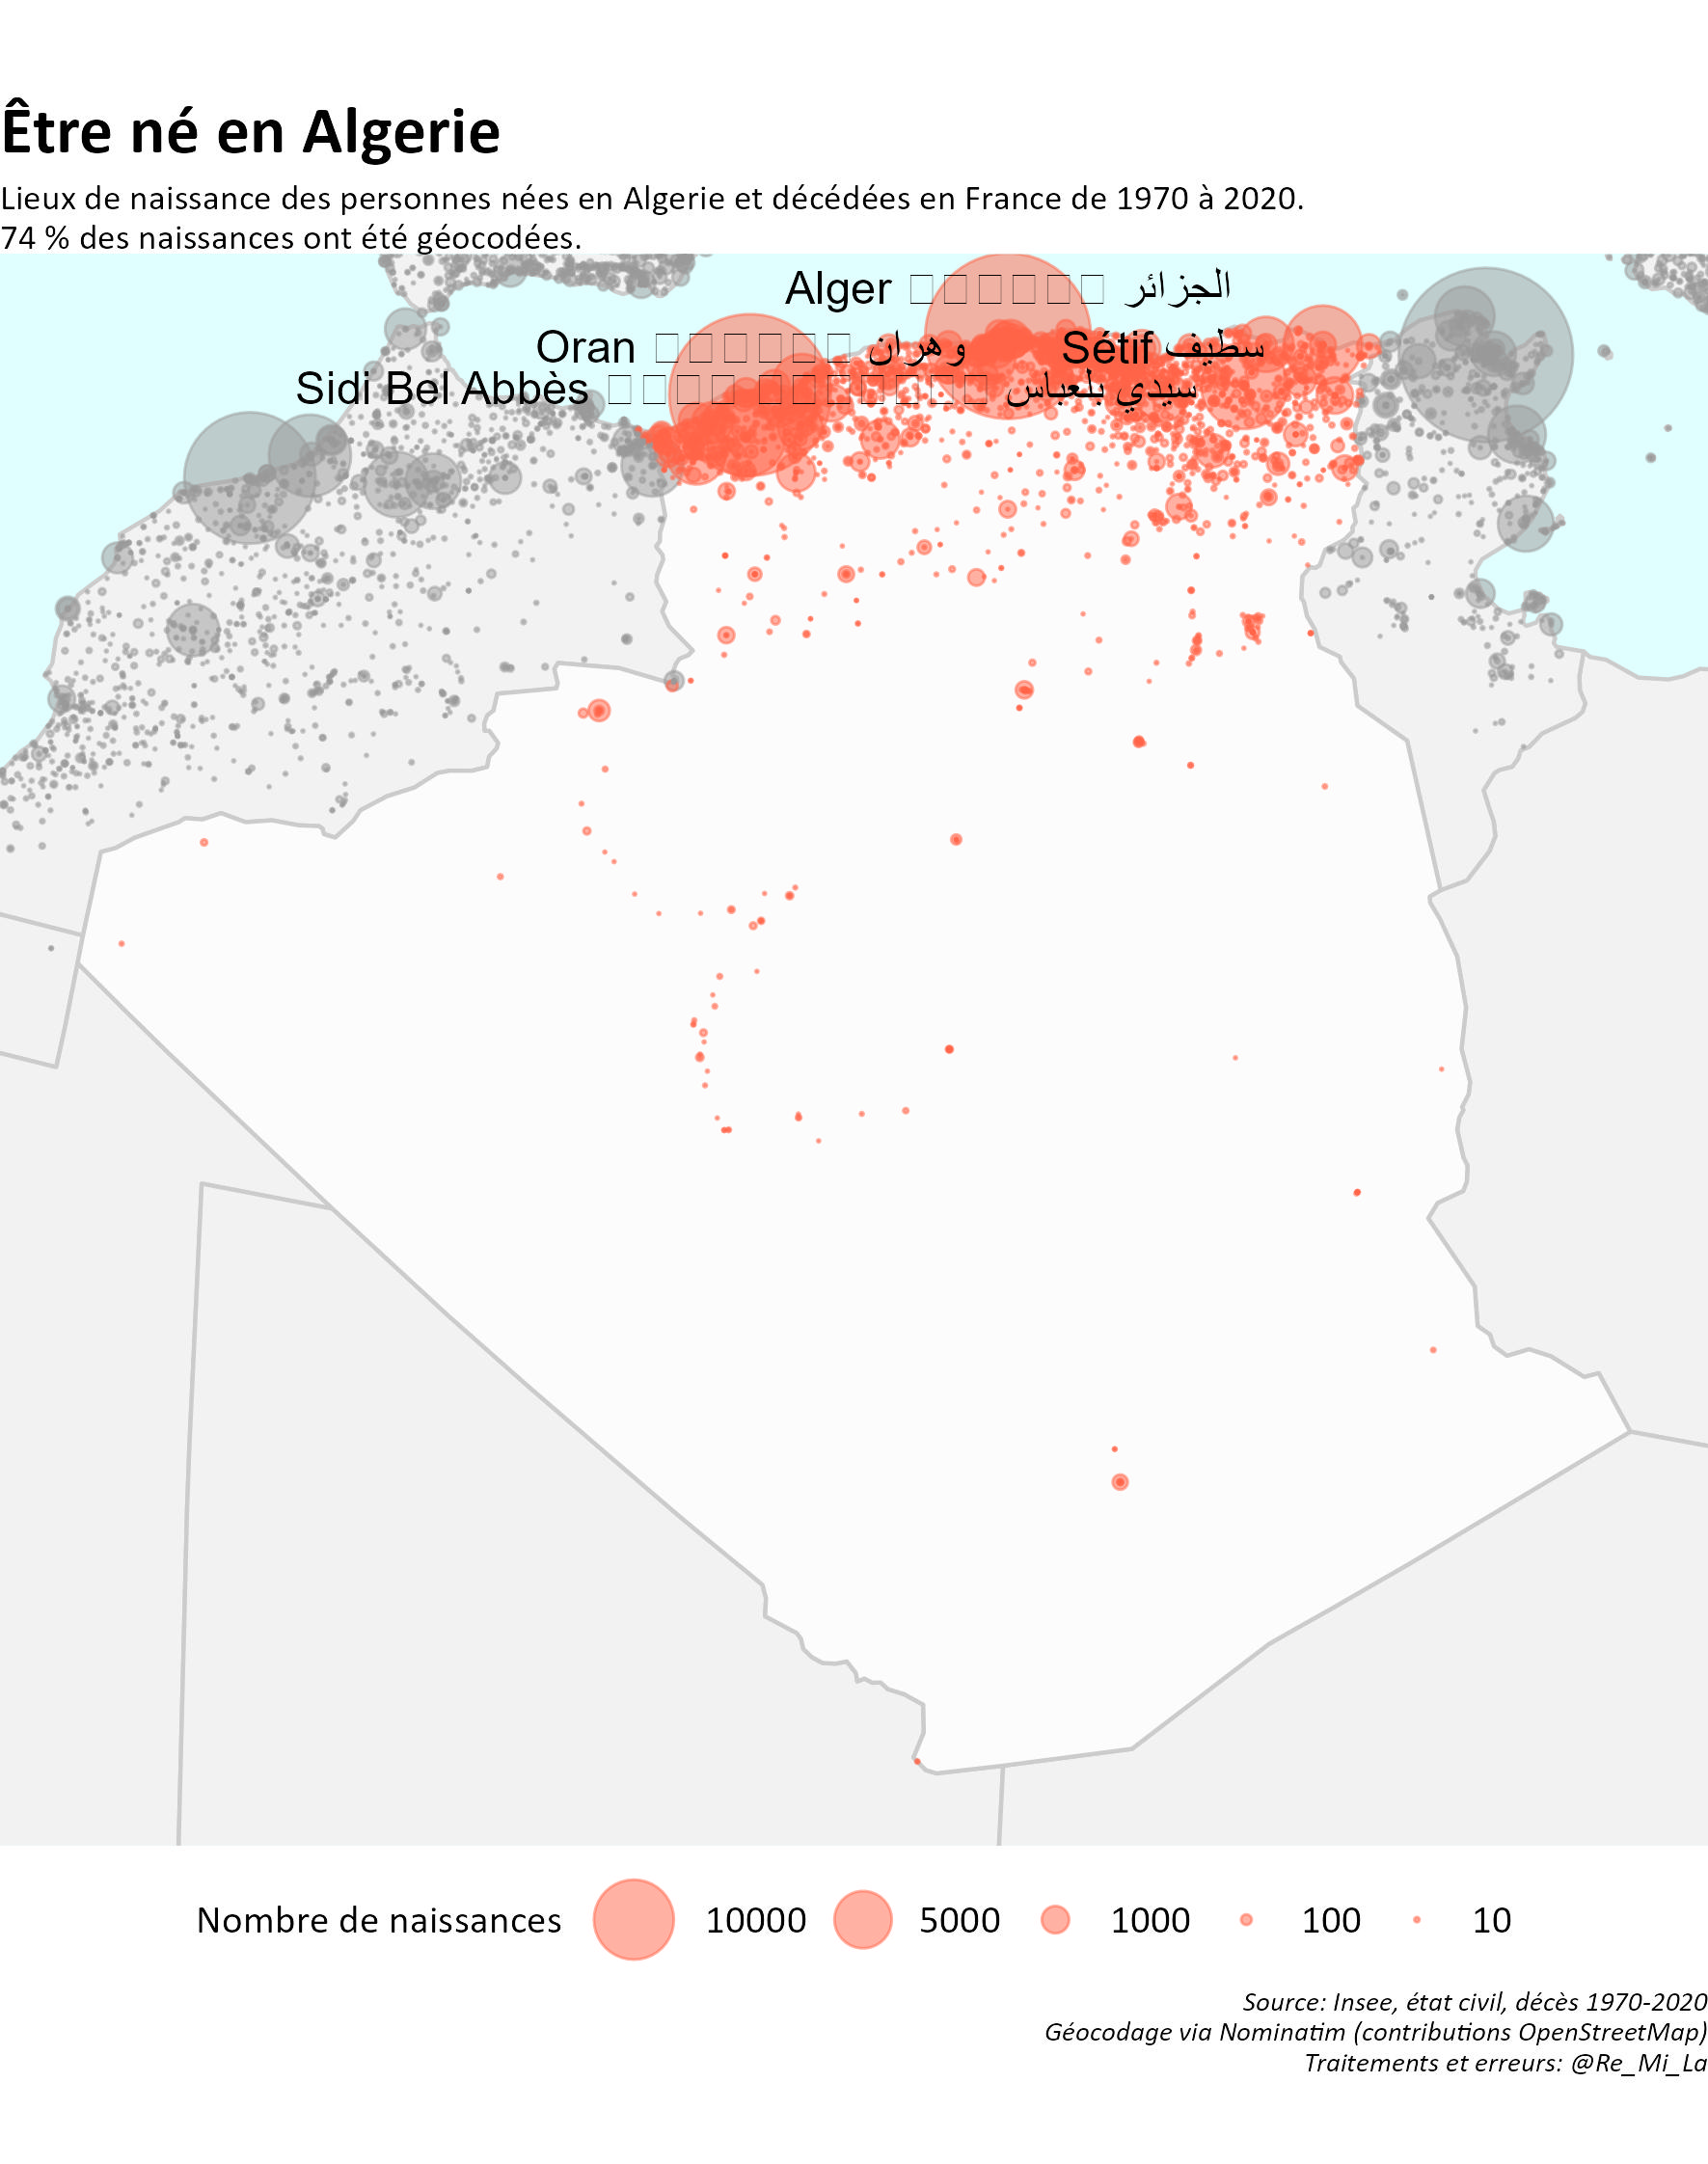 Être né en Algerie
Lieux de naissance des personnes nées en Algerie et décédées en France de 1970 à 2020.
74 % des naissances ont été géocodées.
Alger □□□□□□ الجزائر
Oran □□□□□□ وهران
Sétif سطيف
Sidi Bel Abbès □□□□ □□□□□□□ سيدي بلعباس
Nombre de naissances 10000 5000 1000 100 10
Source: Insee, état civil, décès 1970-2020
Géocodage via Nominatim (contributions OpenStreetMap)
Traitements et erreurs: @Re_Mi_La